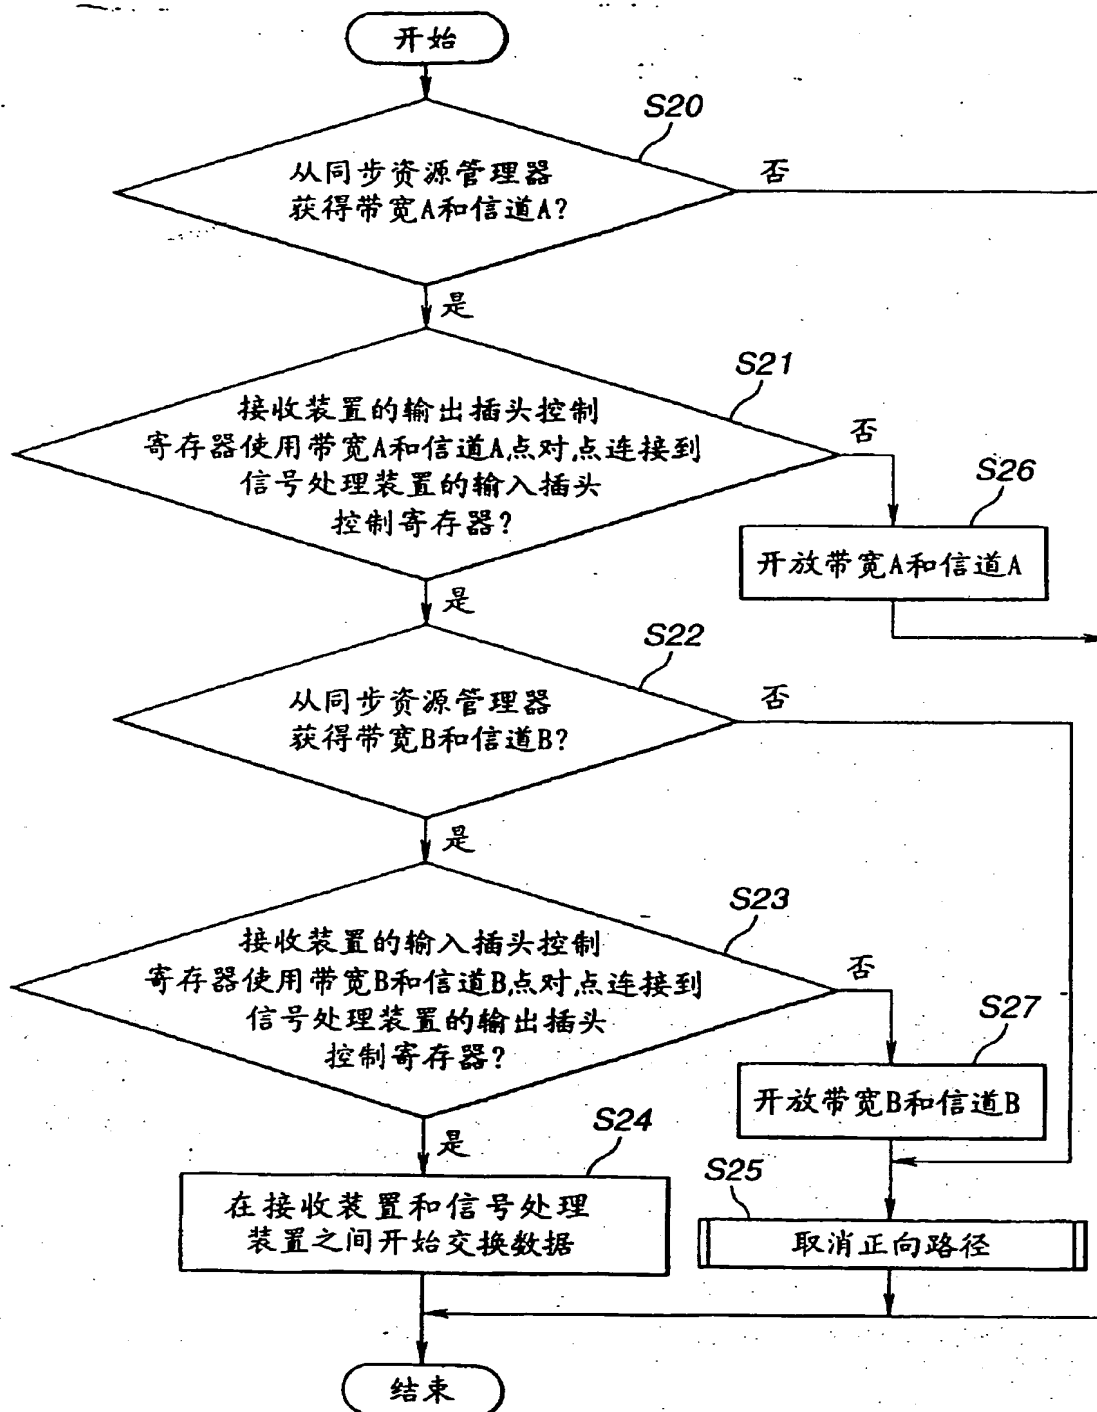 开始
S20
从同步资源管理器
获得带宽A和信道A?
否
是
S21
接收装置的输出插头控制
寄存器使用带宽A和信道A,点对点连接到
信号处理装置的输入插头
控制寄存器?
否
S26
开放带宽A和信道A
是
S22
从同步资源管理器
获得带宽B和信道B?
否
是
S23
接收装置的输入插头控制
寄存器使用带宽B和信道B,点对点连接到
信号处理装置的输出插头
控制寄存器?
否
S27
开放带宽B和信道B
是
S24
在接收装置和信号处理
装置之间开始交换数据
S25
取消正向路径
结束